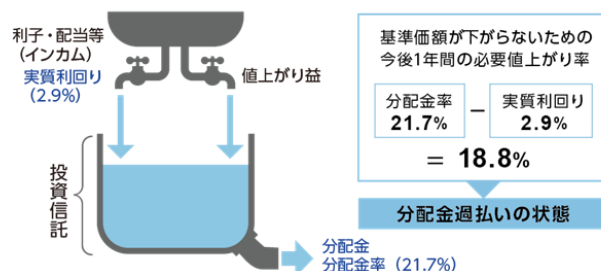 利子・配当等
(インカム)
実質利回り
(2.9%)
値上がり益
投資信託
分配金
分配金率 (21.7%)
基準価額が下がらないための
今後1年間の必要値上がり率
分配金率
21.7%
−
実質利回り
2.9%
= 18.8%
分配金過払いの状態